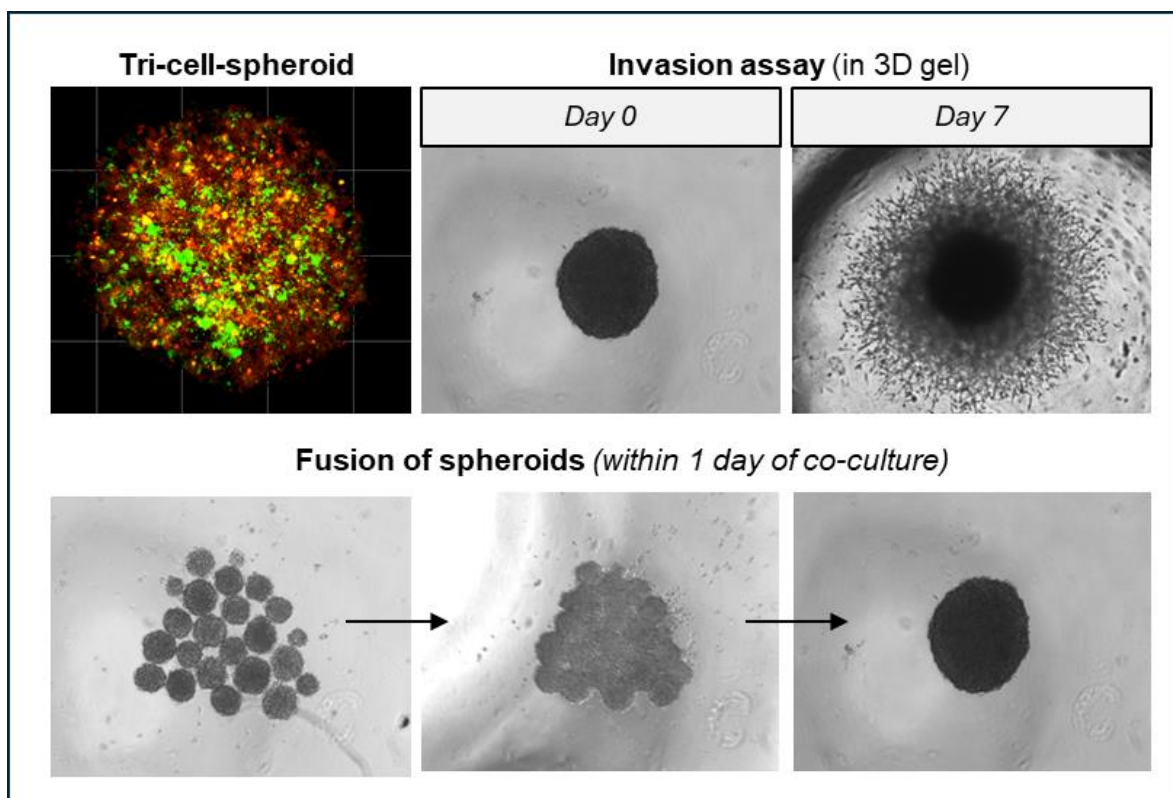 Tri-cell-spheroid
Invasion assay (in 3D gel)
Day 0
Day 7
Fusion of spheroids (within 1 day of co-culture)